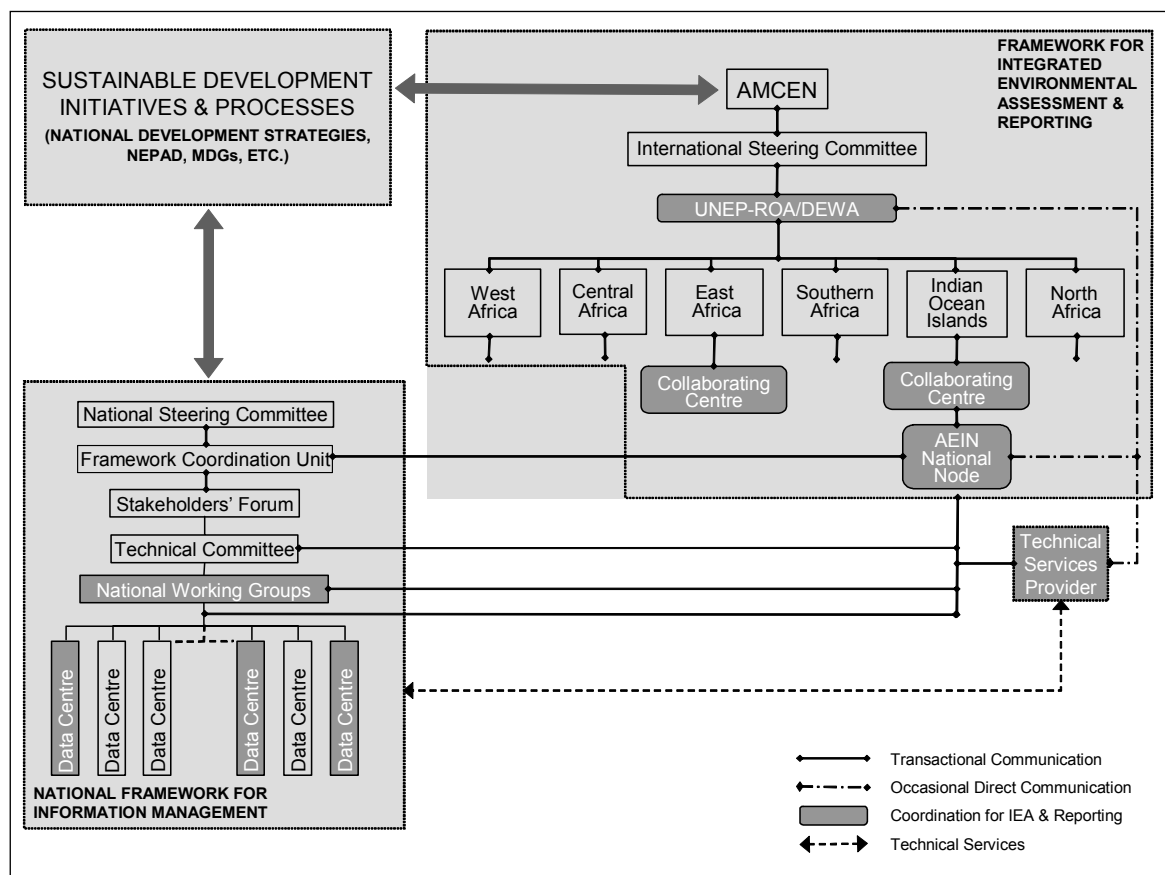 SUSTAINABLE DEVELOPMENT
INITIATIVES & PROCESSES
(NATIONAL DEVELOPMENT STRATEGIES,
NEPAD, MDGs, ETC.)
FRAMEWORK FOR
INTEGRATED
ENVIRONMENTAL
ASSESSMENT &
REPORTING
AMCEN
International Steering Committee
UNEP-ROA/DEWA
West
Africa
Central
Africa
East
Africa
Southern
Africa
Indian
Ocean
Islands
North
Africa
Collaborating
Centre
Collaborating
Centre
AEIN
National
Node
National Steering Committee
Framework Coordination Unit
Stakeholders’ Forum
Technical Committee
National Working Groups
Data Centre
Data Centre
Data Centre
Data Centre
Data Centre
Data Centre
NATIONAL FRAMEWORK FOR
INFORMATION MANAGEMENT
Technical
Services
Provider
Transactional Communication
Occasional Direct Communication
Coordination for IEA & Reporting
Technical Services